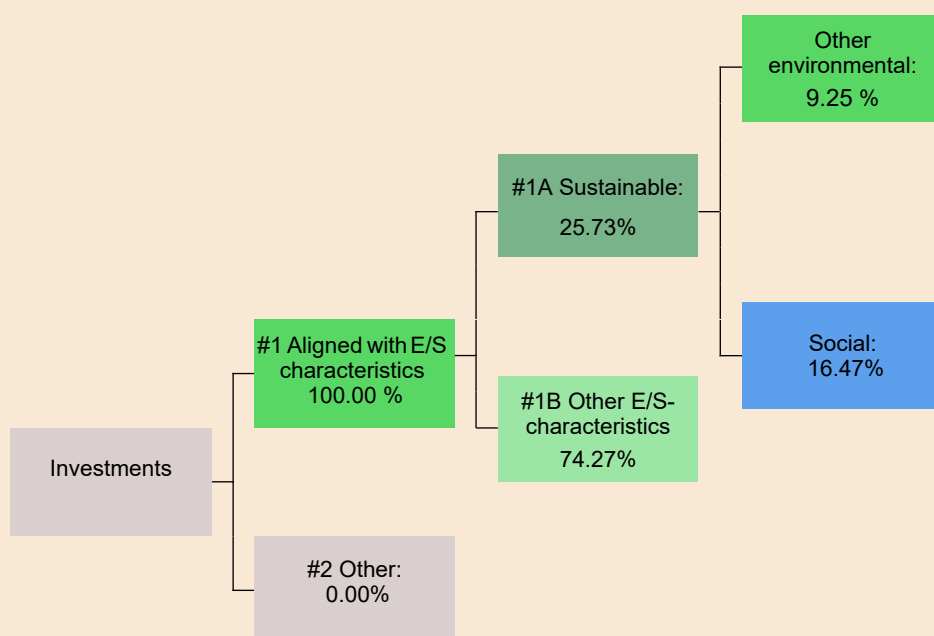 Investments
#1 Aligned with E/S
characteristics
100.00 %
#2 Other:
0.00%
#1A Sustainable:
25.73%
#1B Other E/S-
characteristics
74.27%
Other
environmental:
9.25 %
Social:
16.47%